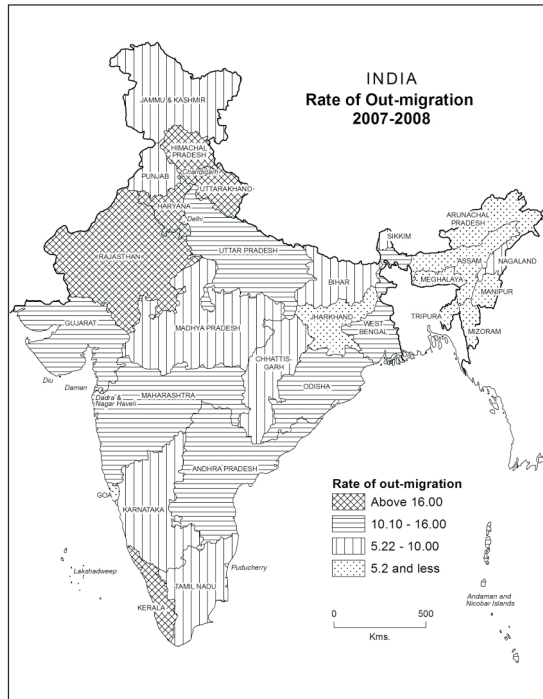 INDIA
Rate of Out-migration
2007-2008
JAMMU & KASHMIR
HIMACHAL
PRADESH
Chandigarh
PUNJAB
UTTARAKHAND
HARYANA
Delhi
ARUNACHAL
PRADESH
SIKKIM
RAJASTHAN
UTTAR PRADESH
ASSAM
NAGALAND
BIHAR
MEGHALAYA
MANIPUR
JHARKHAND
TRIPURA
GUJARAT
MADHYA PRADESH
WEST
BENGAL
MIZORAM
CHHATTIS-
GARH
Diu
Daman
ODISHA
Dadra &
Nagar Haveli
MAHARASHTRA
ANDHRA PRADESH
GOA
KARNATAKA
Rate of out-migration
Above 16.00
10.10 - 16.00
5.22 - 10.00
5.2 and less
Lakshadweep
Puducherry
TAMIL NADU
KERALA
Andaman and
Nicobar Islands
0 500
Kms.